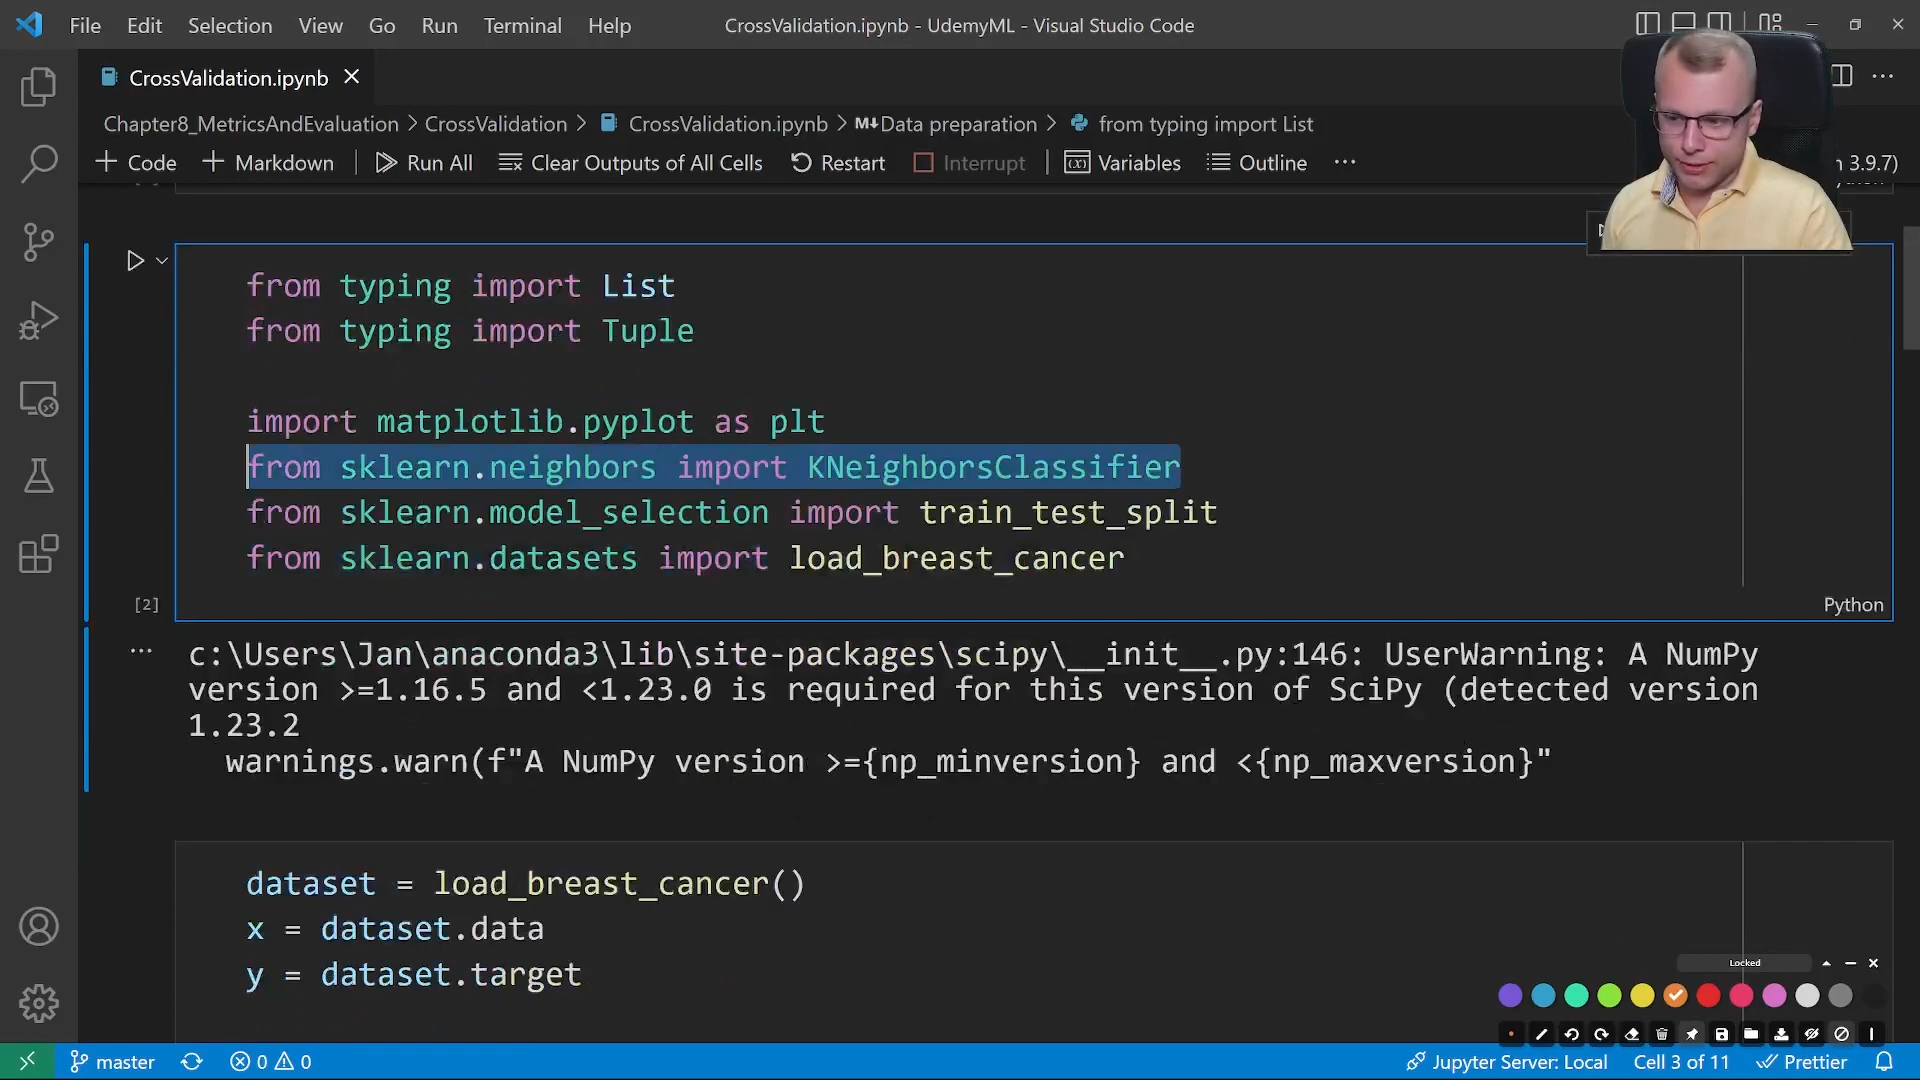 File Edit Selection View Go Run Terminal Help
CrossValidation.ipynb - UdemyML - Visual Studio Code
CrossValidation.ipynb
Chapter8_MetricsAndEvaluation > CrossValidation > CrossValidation.ipynb > M↓Data preparation > from typing import List
+ Code + Markdown Run All Clear Outputs of All Cells Restart Interrupt Variables Outline ... 3.9.7)
from typing import List
from typing import Tuple
import matplotlib.pyplot as plt
from sklearn.neighbors import KNeighborsClassifier
from sklearn.model_selection import train_test_split
from sklearn.datasets import load_breast_cancer
[2]
Python
c:\Users\Jan\anaconda3\lib\site-packages\scipy\__init__.py:146: UserWarning: A NumPy
version >=1.16.5 and <1.23.0 is required for this version of SciPy (detected version
1.23.2
warnings.warn(f"A NumPy version >={np_minversion} and <{np_maxversion}"
dataset = load_breast_cancer()
x = dataset.data
y = dataset.target
Locked
master 0 0 Jupyter Server: Local Cell 3 of 11 Prettier